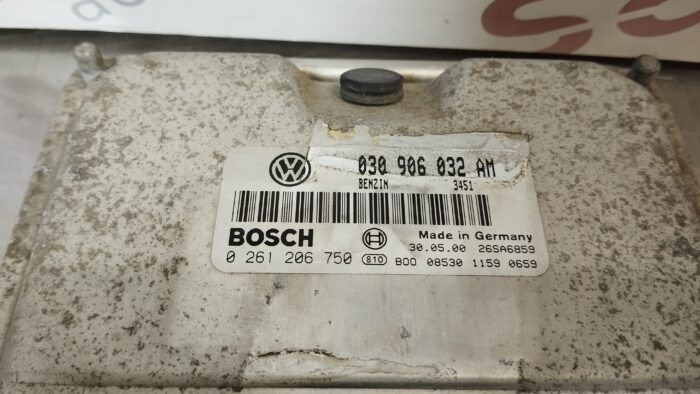 030 906 032 AM
BENZIN 3451
BOSCH
Made in Germany
30.05.00 26SA6859
0 261 206 750 810 B00 08530 1159 0659